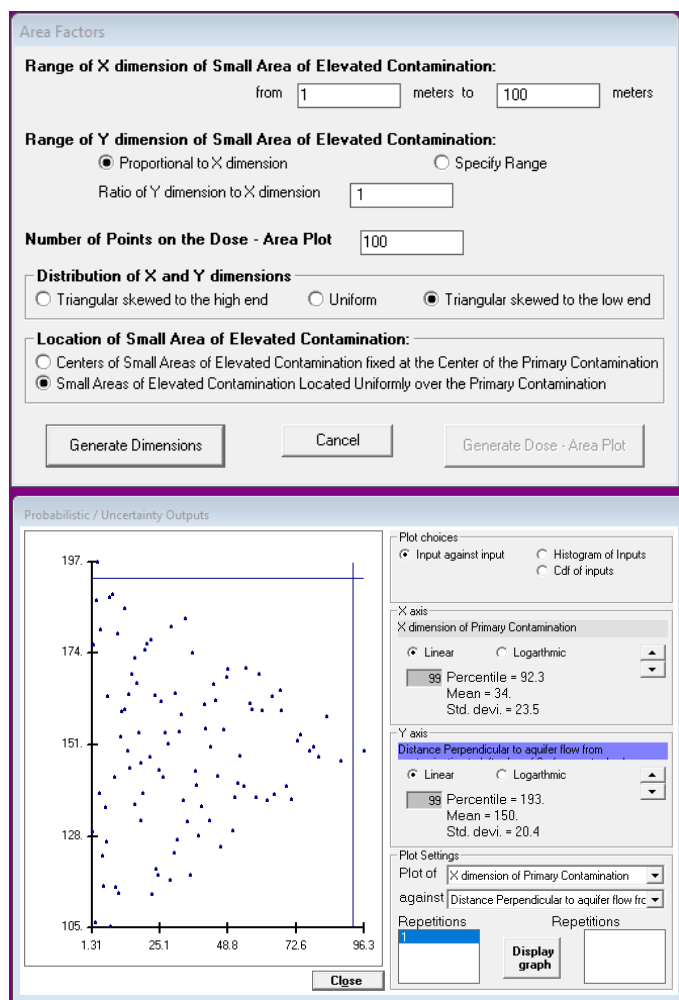 Area Factors
Range of X dimension of Small Area of Elevated Contamination:
from 1 meters to 100 meters
Range of Y dimension of Small Area of Elevated Contamination:
Proportional to X dimension Specify Range
Ratio of Y dimension to X dimension 1
Number of Points on the Dose - Area Plot 100
Distribution of X and Y dimensions
Triangular skewed to the high end Uniform Triangular skewed to the low end
Location of Small Area of Elevated Contamination:
Centers of Small Areas of Elevated Contamination fixed at the Center of the Primary Contamination
Small Areas of Elevated Contamination Located Uniformly over the Primary Contamination
Generate Dimensions Cancel Generate Dose - Area Plot
Probabilistic / Uncertainty Outputs
197.
174.
151.
128.
105.
1.31 25.1 48.8 72.6 96.3
Close
Plot choices
Input against input Histogram of Inputs
Cdf of inputs
X axis
X dimension of Primary Contamination
Linear Logarthmic
99 Percentile = 92.3
Mean = 34.
Std. devi. = 23.5
Y axis
Distance Perpendicular to aquifer flow from
Linear Logarthmic
99 Percentile = 193.
Mean = 150.
Std. devi. = 20.4
Plot Settings
Plot of X dimension of Primary Contamination
against Distance Perpendicular to aquifer flow frc
Repetitions Repetitions
1
Display
graph